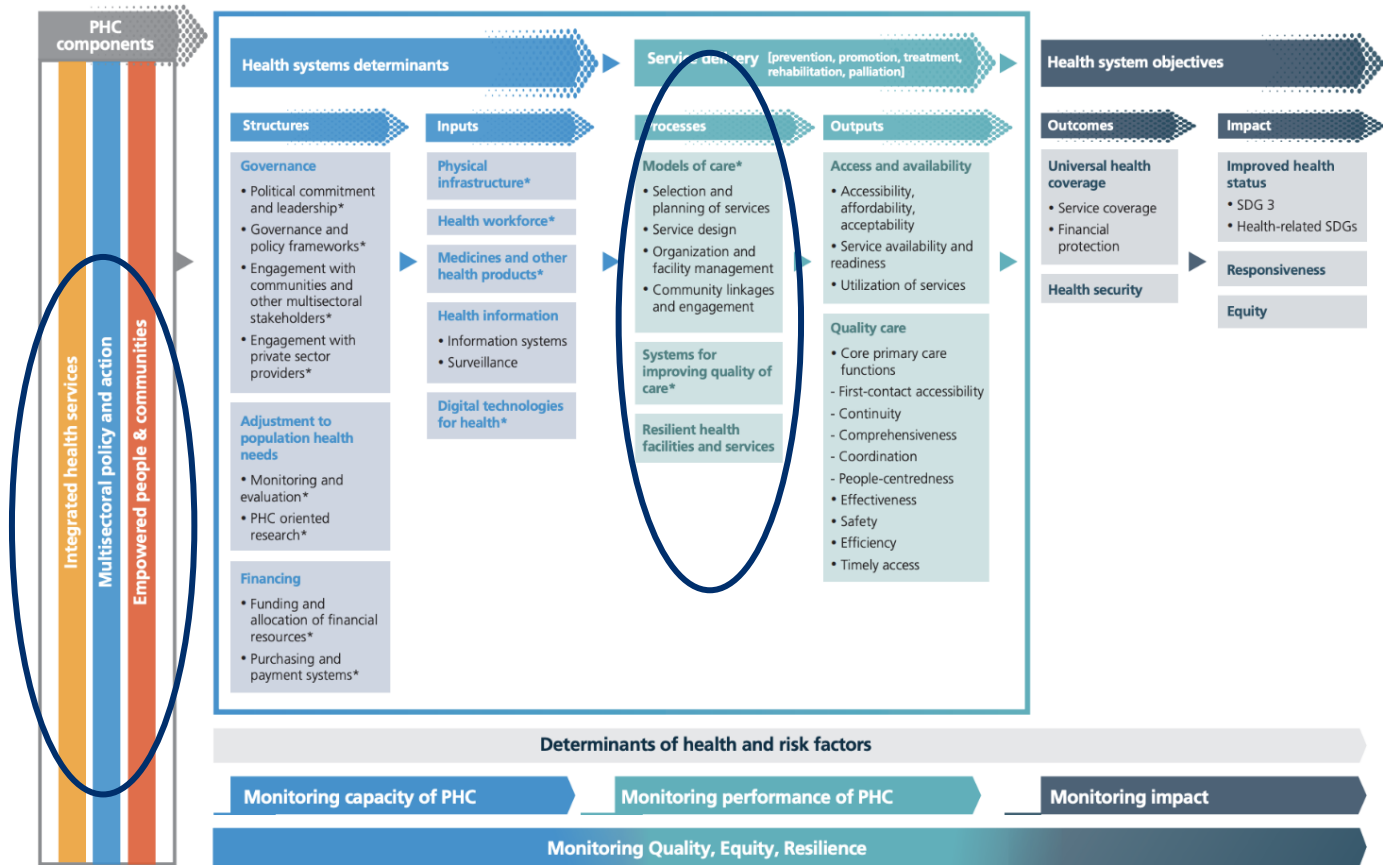 PHC
components
Integrated health services
Multisectoral policy and action
Empowered people & communities
Health systems determinants
Service delivery [prevention, promotion, treatment,
rehabilitation, palliation]
Health system objectives
Structures
Inputs
Processes
Outputs
Outcomes
Impact
Governance
• Political commitment
and leadership*
• Governance and
policy frameworks*
• Engagement with
communities and
other multisectoral
stakeholders*
• Engagement with
private sector
providers*
Adjustment to
population health
needs
• Monitoring and
evaluation*
• PHC oriented
research*
Financing
• Funding and
allocation of financial
resources*
• Purchasing and
payment systems*
Physical
infrastructure*
Health workforce*
Medicines and other
health products*
Health information
• Information systems
• Surveillance
Digital technologies
for health*
Models of care*
• Selection and
planning of services
• Service design
• Organization and
facility management
• Community linkages
and engagement
Systems for
improving quality of
care*
Resilient health
facilities and services
Access and availability
• Accessibility,
affordability,
acceptability
• Service availability and
readiness
• Utilization of services
Quality care
• Core primary care
functions
- First-contact accessibility
- Continuity
- Comprehensiveness
- Coordination
- People-centredness
• Effectiveness
• Safety
• Efficiency
• Timely access
Universal health
coverage
• Service coverage
• Financial
protection
Health security
Improved health
status
• SDG 3
• Health-related SDGs
Responsiveness
Equity
Determinants of health and risk factors
Monitoring capacity of PHC
Monitoring performance of PHC
Monitoring impact
Monitoring Quality, Equity, Resilience